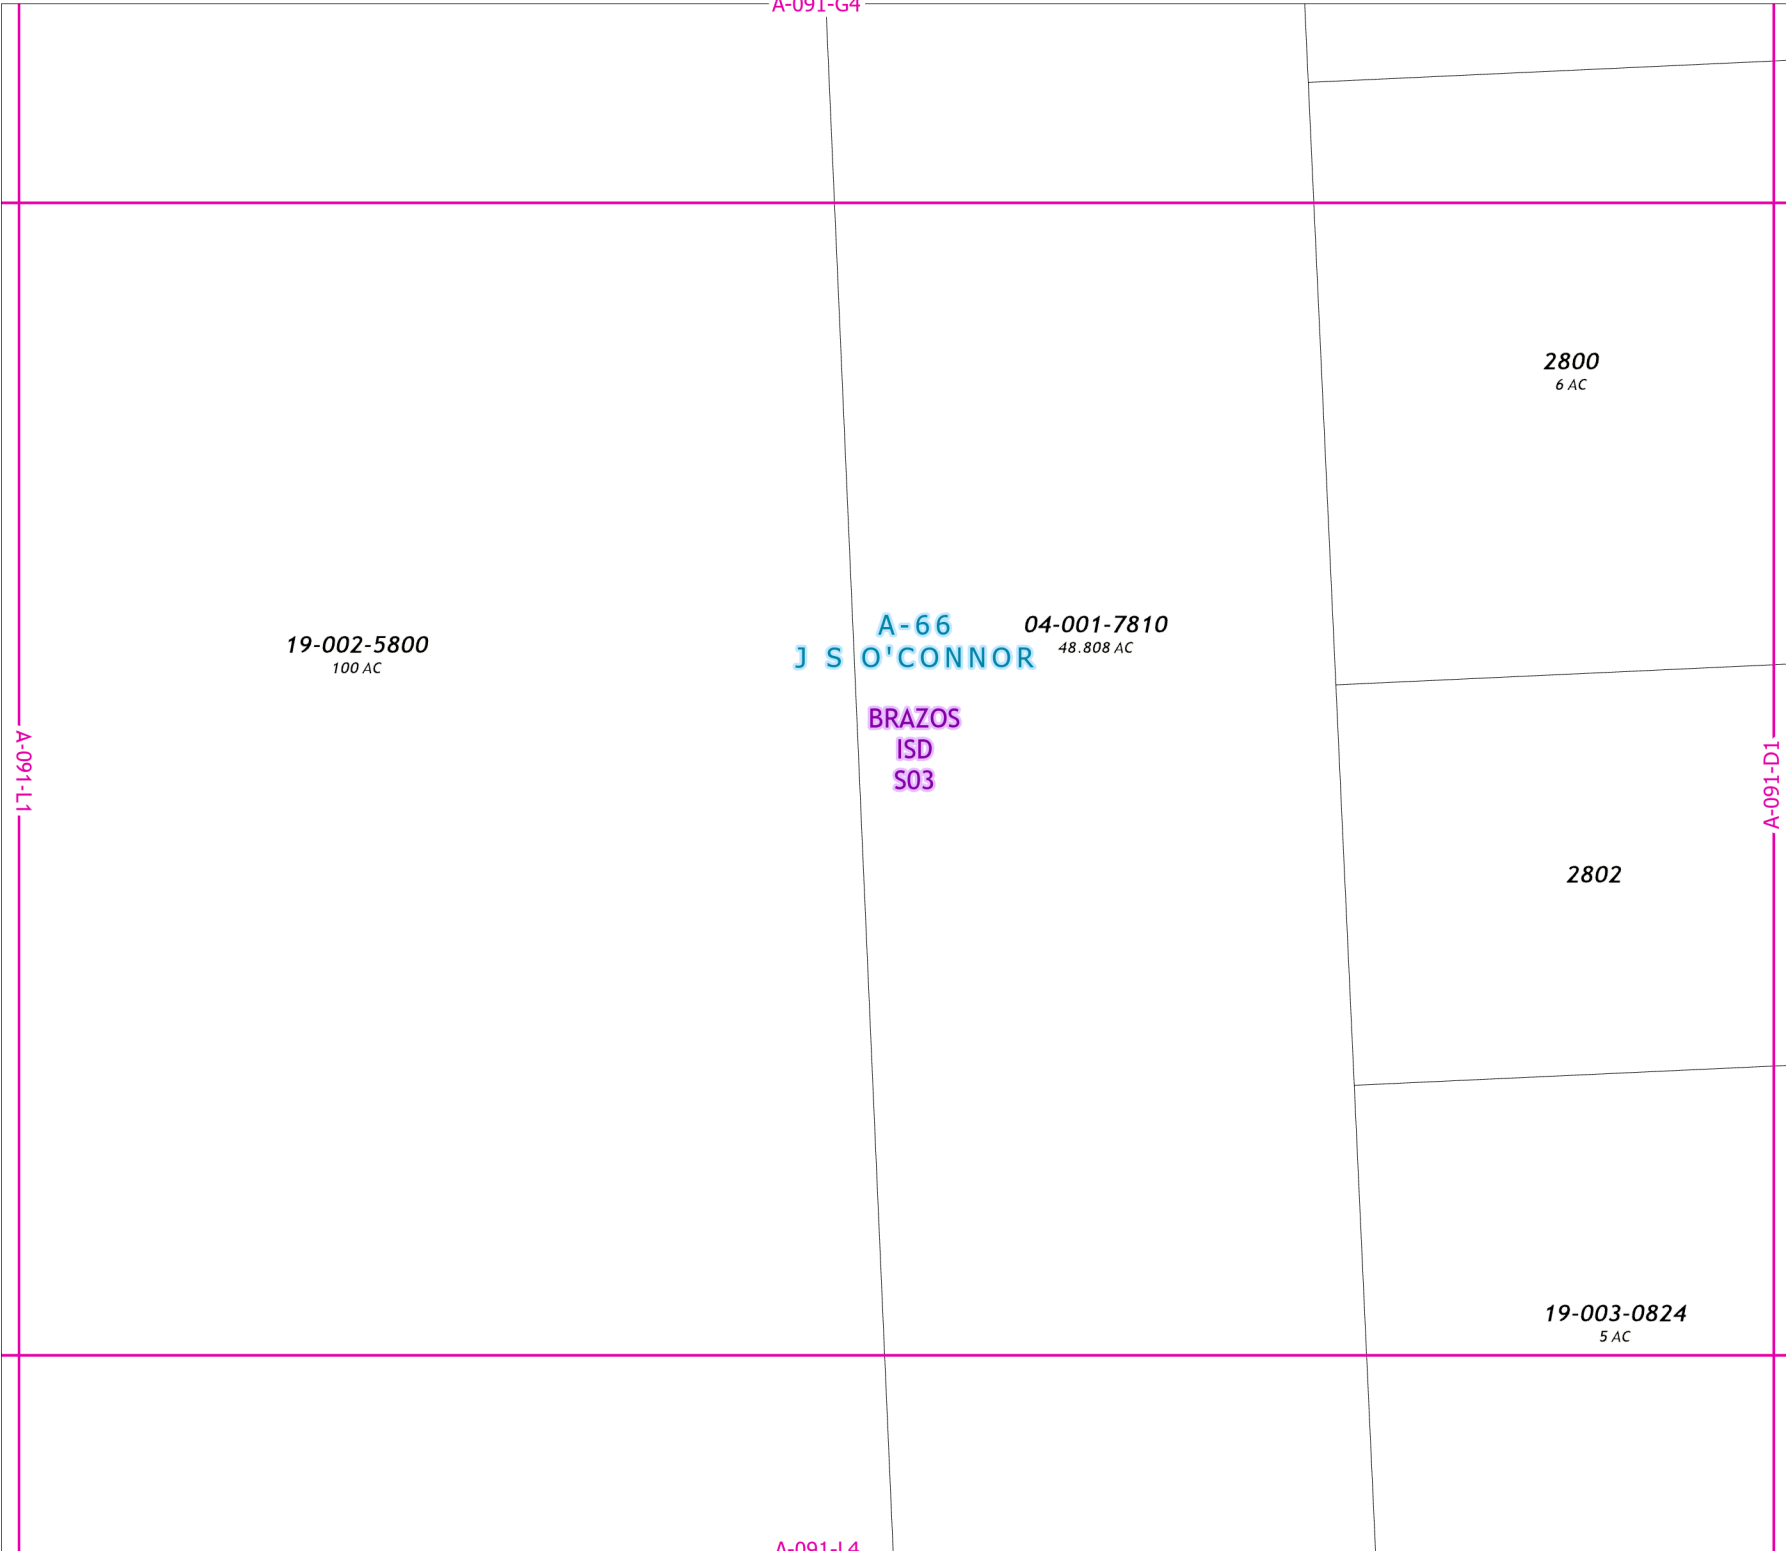 A-091-G4
2800
6 AC
19-002-5800
100 AC
A-66
J S O'CONNOR
04-001-7810
48.808 AC
BRAZOS
ISD
S03
A-091-L1
A-091-D1
2802
19-003-0824
5 AC
A-091-L4